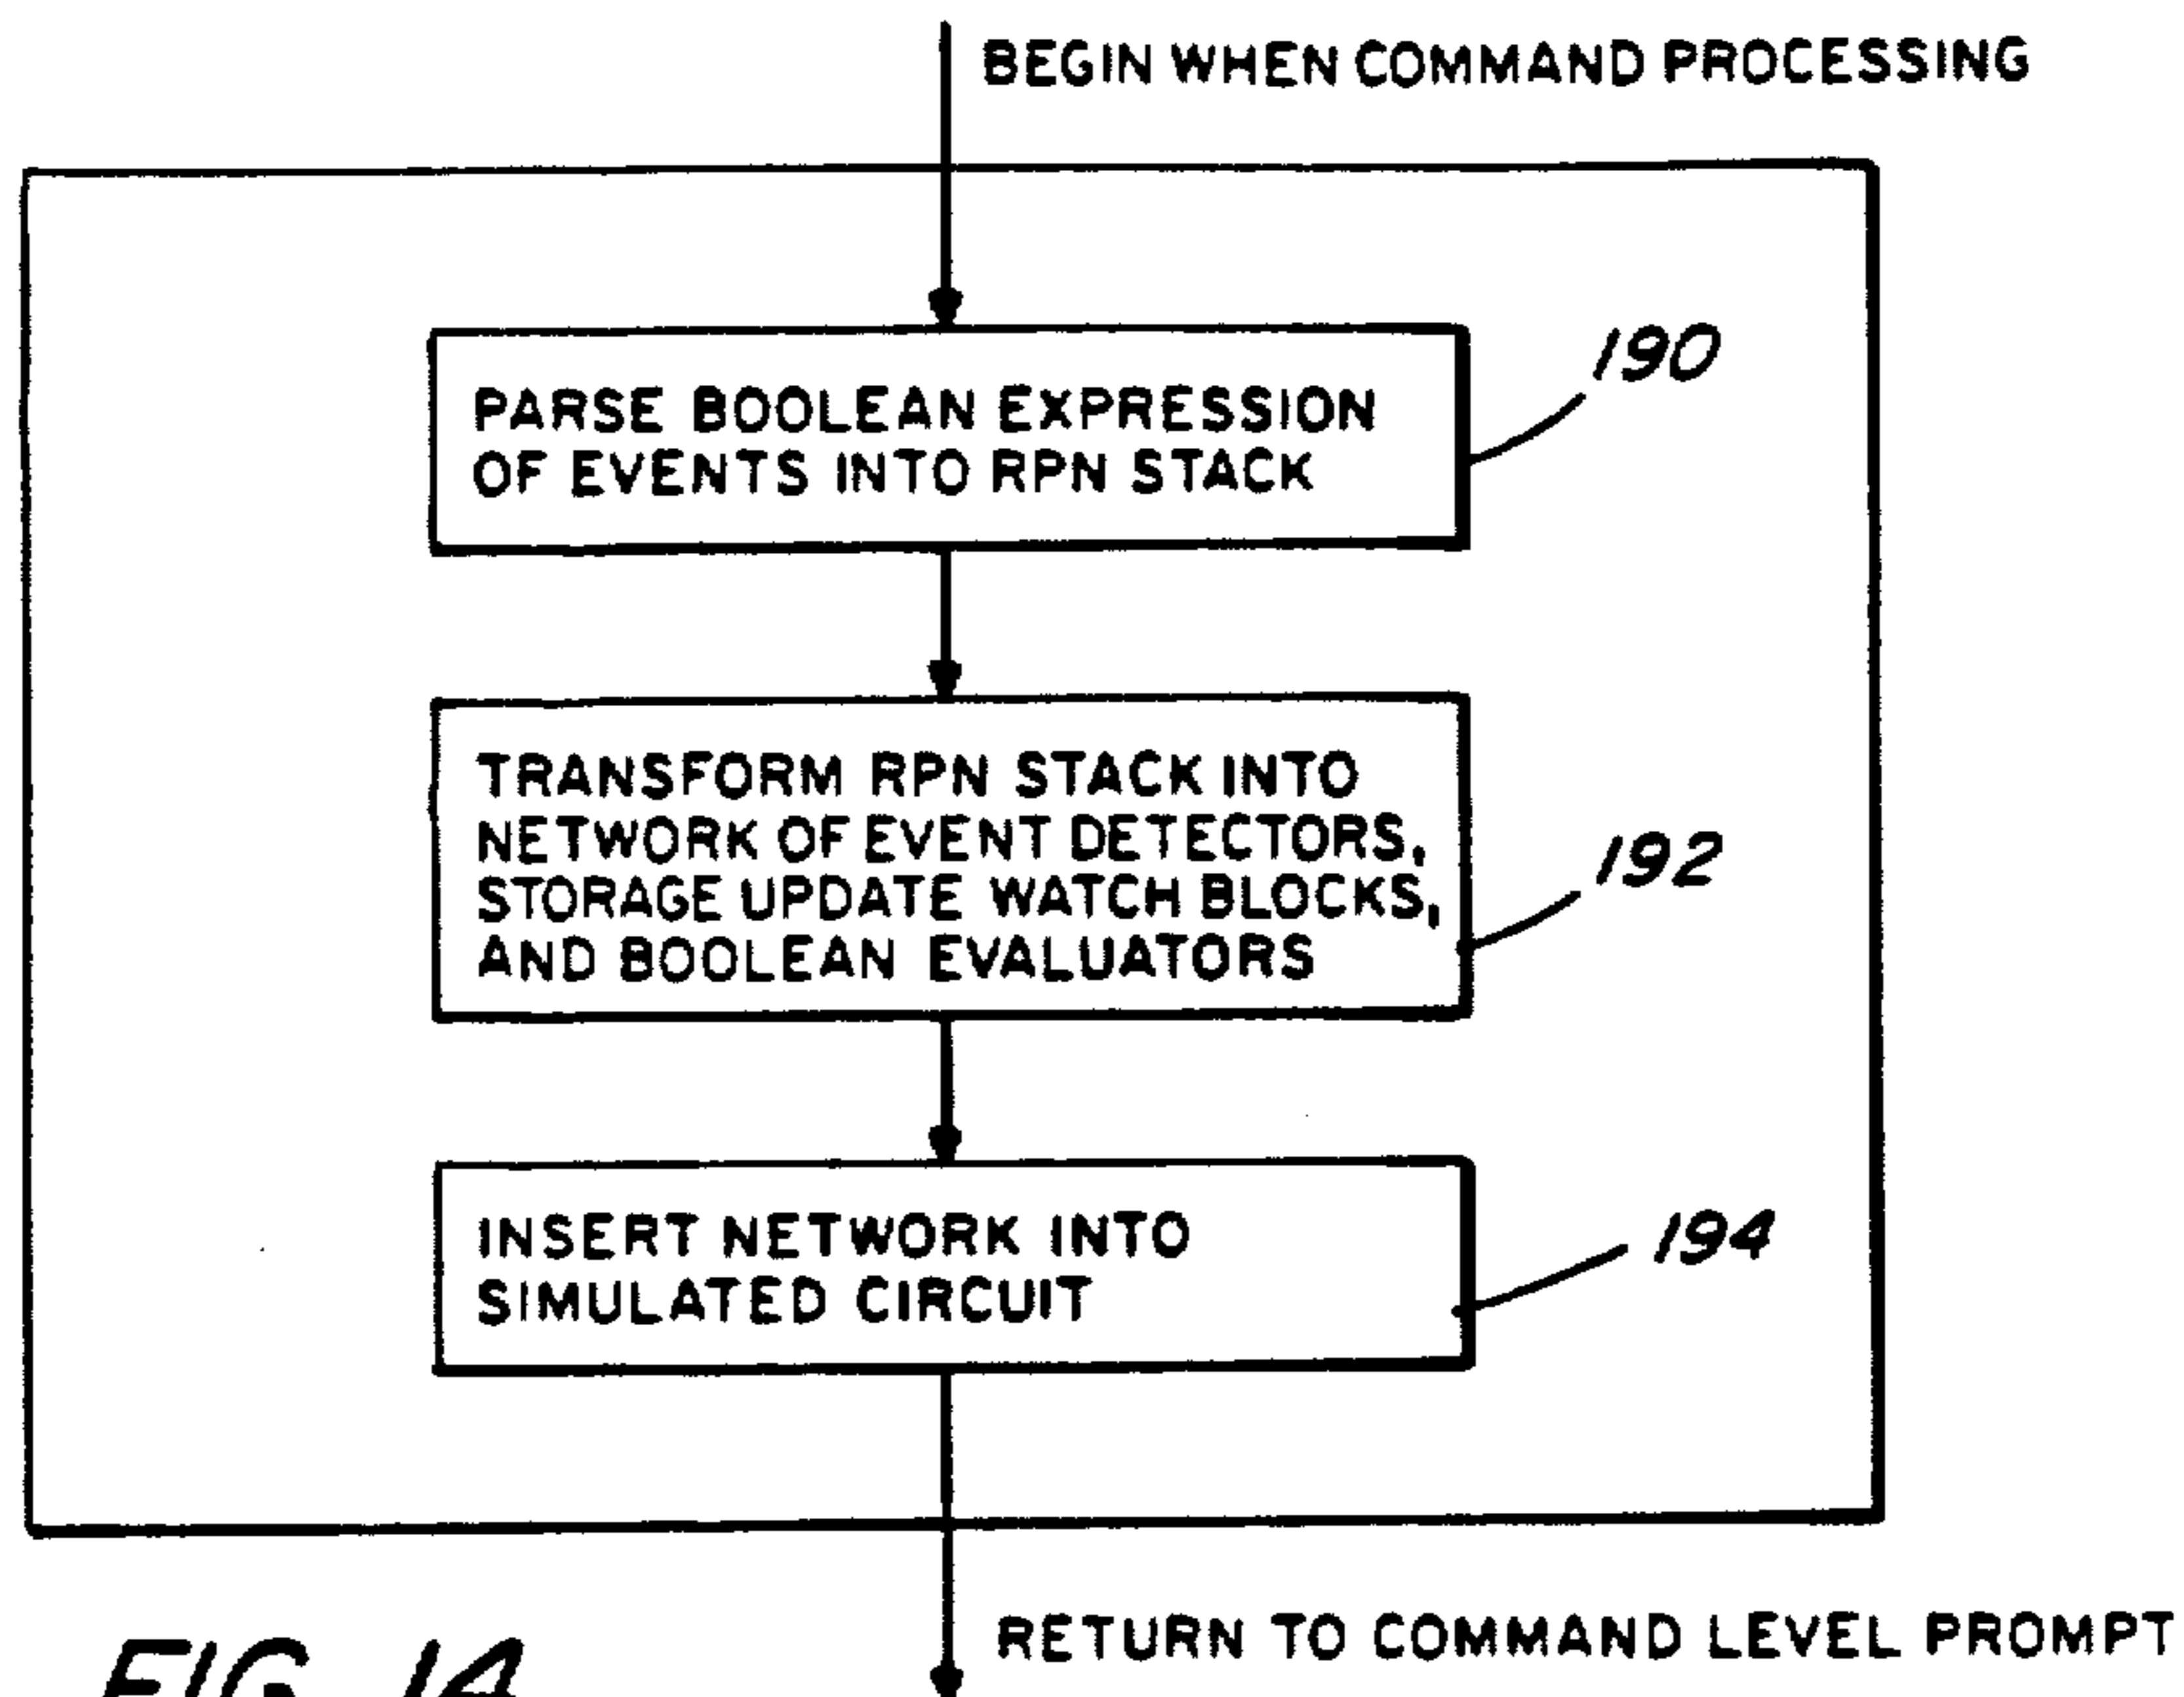 BEGIN WHEN COMMAND PROCESSING
PARSE BOOLEAN EXPRESSION
OF EVENTS INTO RPN STACK
190
TRANSFORM RPN STACK INTO
NETWORK OF EVENT DETECTORS,
STORAGE UPDATE WATCH BLOCKS,
AND BOOLEAN EVALUATORS
192
INSERT NETWORK INTO
SIMULATED CIRCUIT
194
RETURN TO COMMAND LEVEL PROMPT
FIG. 14